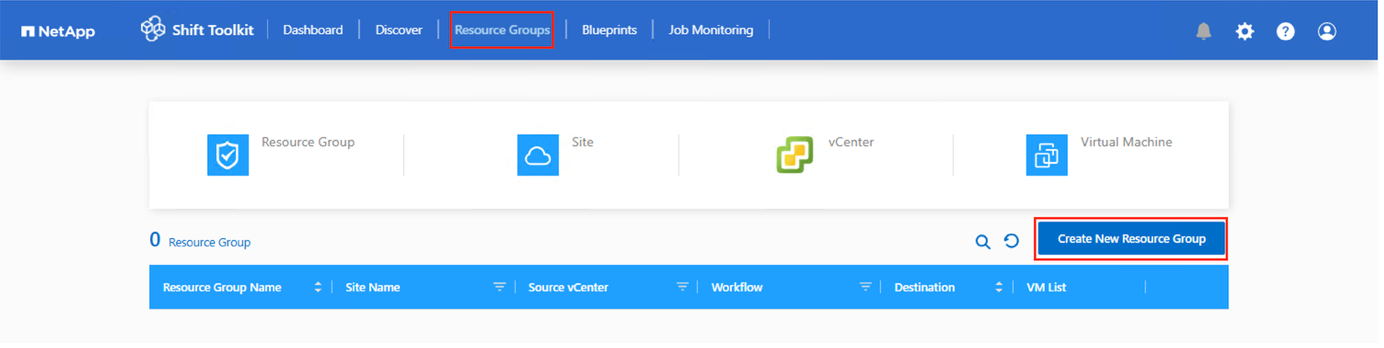 NetApp Shift Toolkit Dashboard Discover Resource Groups Blueprints Job Monitoring ?
Resource Group Site vCenter Virtual Machine
0 Resource Group Create New Resource Group
Resource Group Name Site Name Source vCenter Workflow Destination VM List